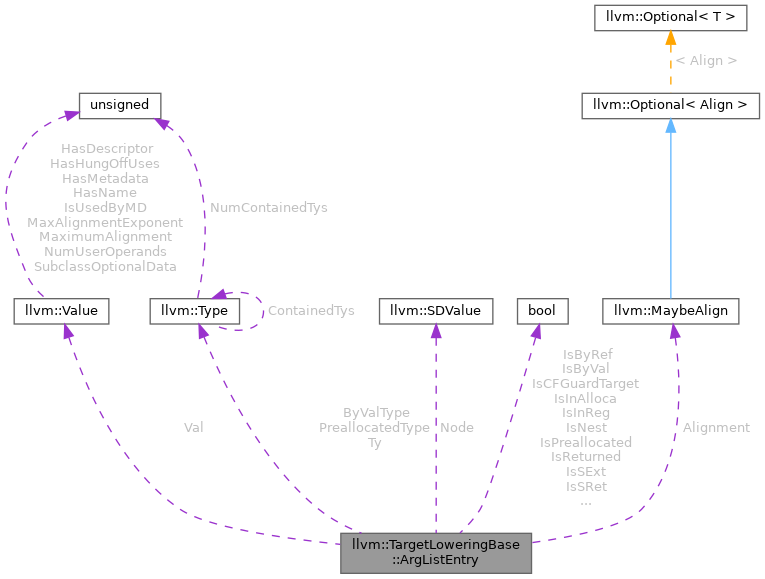 llvm::Optional< T >
< Align >
unsigned
llvm::Optional< Align >
HasDescriptor
HasHungOffUses
HasMetadata
HasName
IsUsedByMD
MaxAlignmentExponent
MaximumAlignment
NumUserOperands
SubclassOptionalData
NumContainedTys
llvm::Value
llvm::Type
ContainedTys
llvm::SDValue
bool
llvm::MaybeAlign
Val
ByValType
PreallocatedType
Ty
Node
IsByRef
IsByVal
IsCFGuardTarget
IsInAlloca
IsInReg
IsNest
IsPreallocated
IsReturned
IsSExt
IsSRet
...
Alignment
llvm::TargetLoweringBase
::ArgListEntry